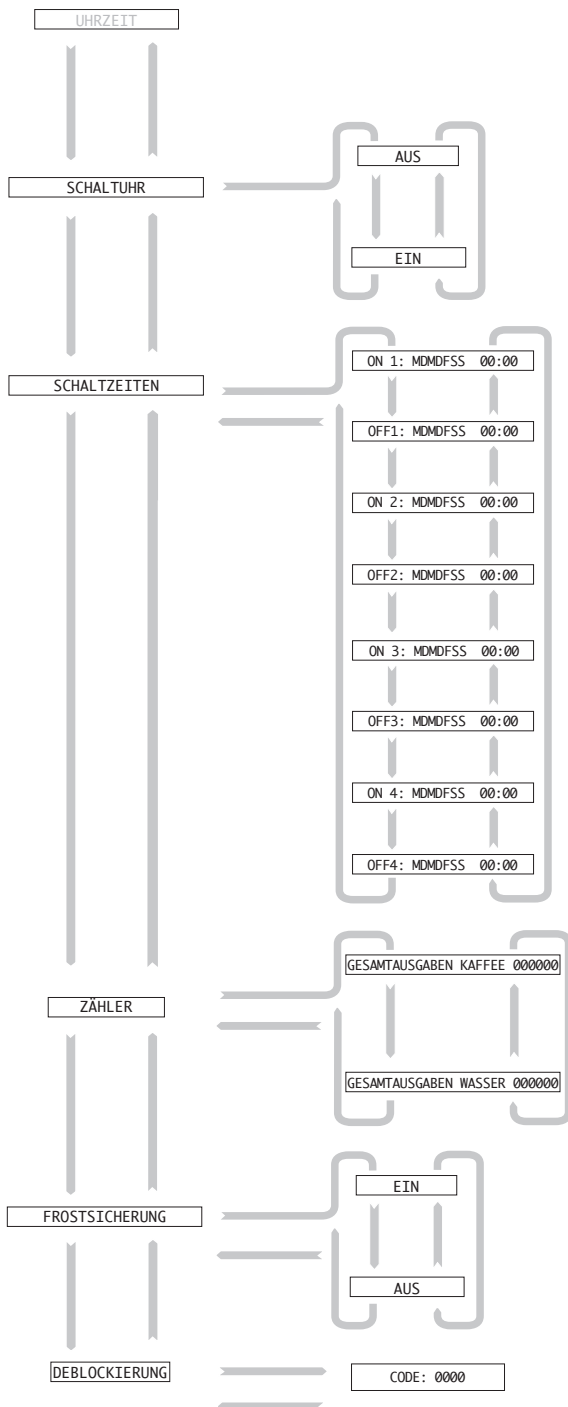 UHRZEIT
SCHALTUHR
AUS
EIN
SCHALTZEITEN
ON 1: MDMDFSS 00:00
OFF1: MDMDFSS 00:00
ON 2: MDMDFSS 00:00
OFF2: MDMDFSS 00:00
ON 3: MDMDFSS 00:00
OFF3: MDMDFSS 00:00
ON 4: MDMDFSS 00:00
OFF4: MDMDFSS 00:00
ZÄHLER
GESAMTAUSGABEN KAFFEE 000000
GESAMTAUSGABEN WASSER 000000
FROSTSICHERUNG
EIN
AUS
DEBLOCKIERUNG
CODE: 0000